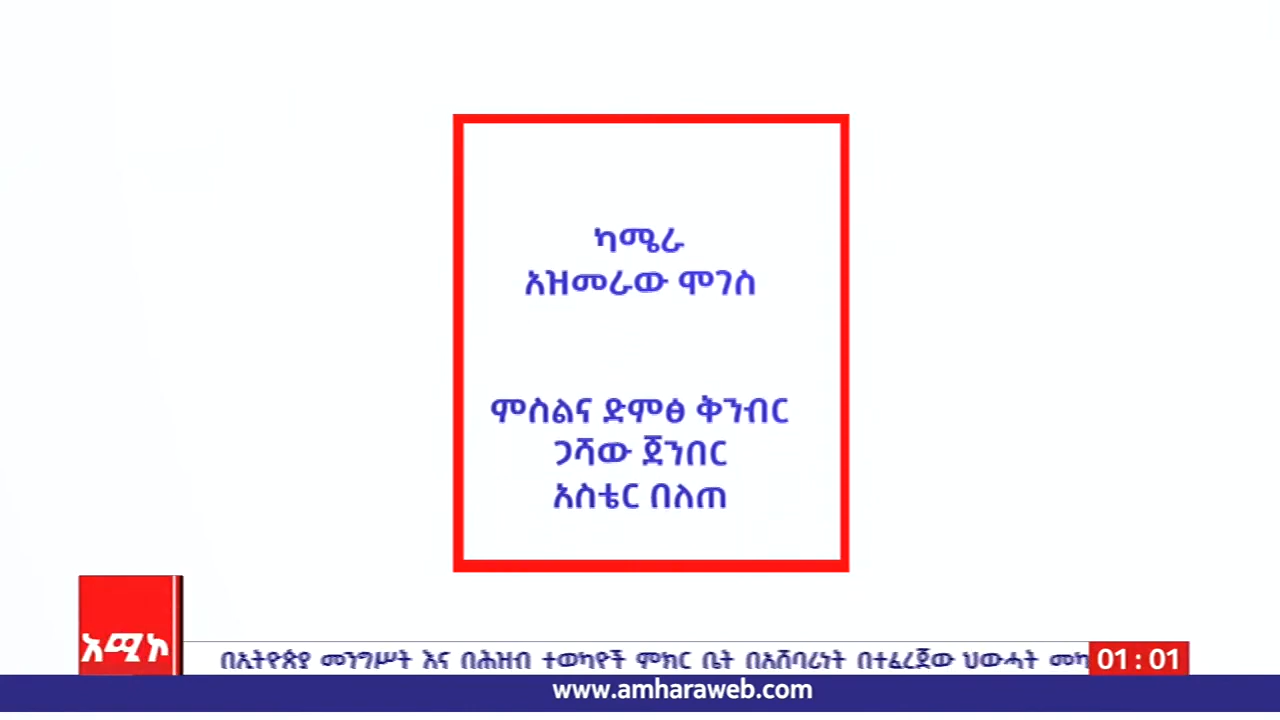 ካሜራ
አዝመራው ሞገስ
ምስልና ድምፅ ቅንብር
ጋሻው ጀንበር
አስቴር በለጠ
አሚኮ
በኢትዮጵያ መንግሥት እና በሕዝብ ተወካዮች ምክር ቤት በአሸባሪነት በተፈረጀው ህውሓት መካ
01:01
www.amharaweb.com